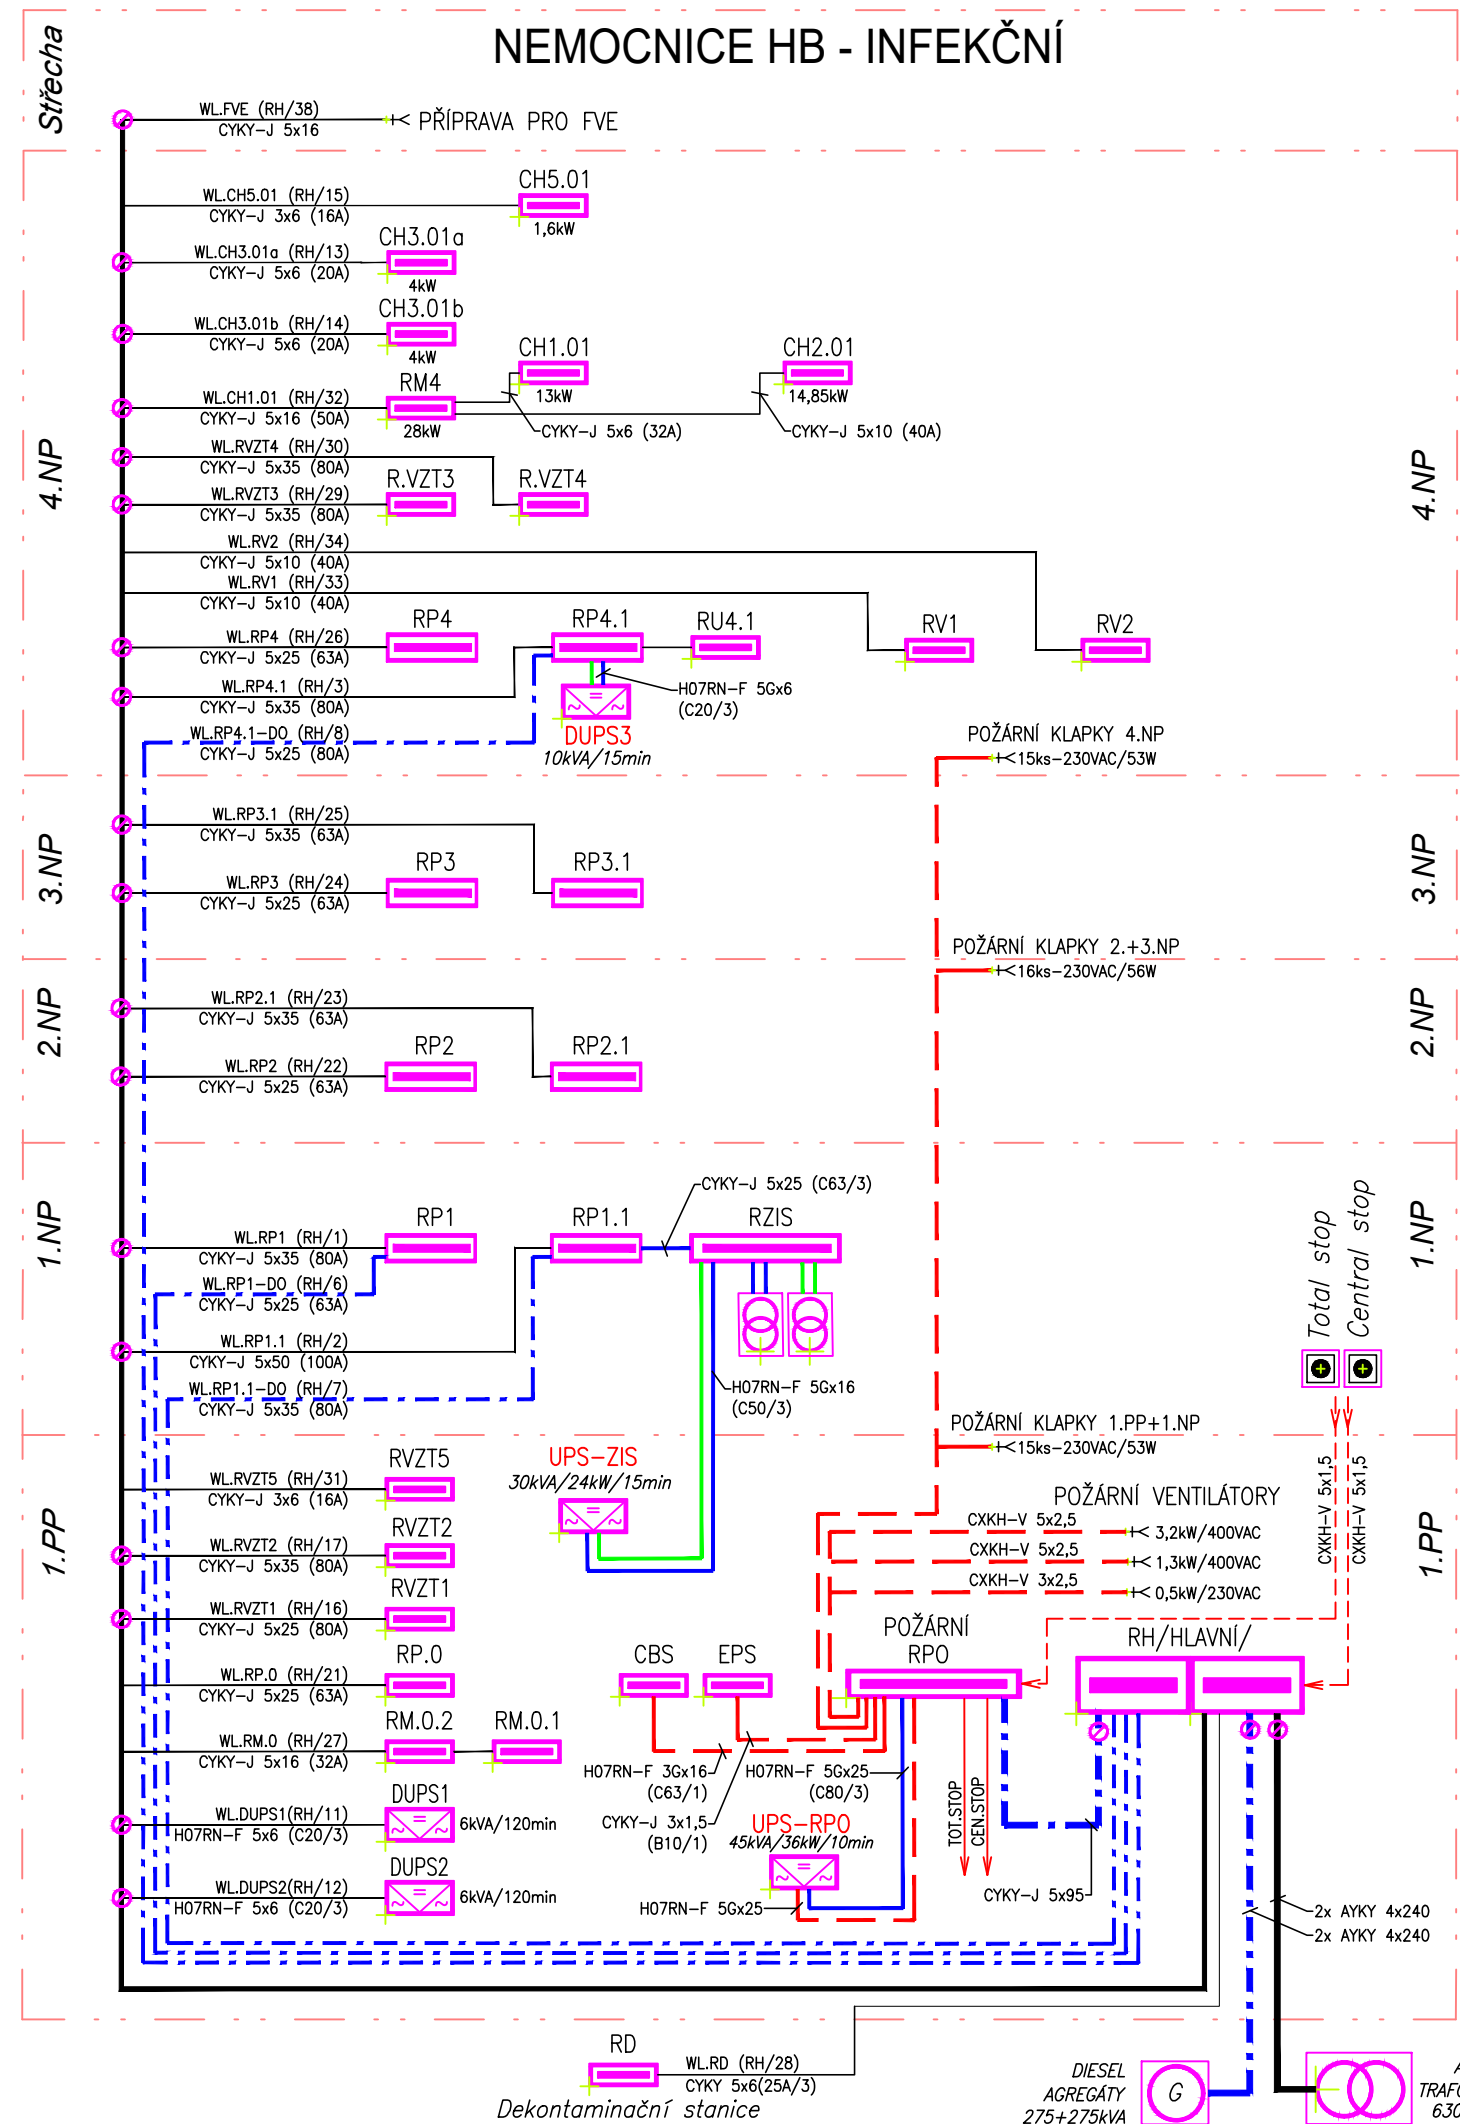 NEMOCNICE HB - INFEKČNÍ
Střecha
WL.FVE (RH/38)
CYKY-J 5x16
PŘÍPRAVA PRO FVE
4.NP
4.NP
CH5.01
WL.CH5.01 (RH/15)
CYKY-J 3x6 (16A)
1,6kW
CH3.01a
WL.CH3.01a (RH/13)
CYKY-J 5x6 (20A)
4kW
CH3.01b
WL.CH3.01b (RH/14)
CYKY-J 5x6 (20A)
4kW
CH1.01
CH2.01
RM4
13kW
14,85kW
WL.CH1.01 (RH/32)
CYKY-J 5x16 (50A)
28kW
CYKY-J 5x6 (32A)
CYKY-J 5x10 (40A)
WL.RVZT4 (RH/30)
CYKY-J 5x35 (80A)
R.VZT3
R.VZT4
WL.RVZT3 (RH/29)
CYKY-J 5x35 (80A)
WL.RV2 (RH/34)
CYKY-J 5x10 (40A)
WL.RV1 (RH/33)
CYKY-J 5x10 (40A)
RP4
RP4.1
RU4.1
RV1
RV2
WL.RP4 (RH/26)
CYKY-J 5x25 (63A)
WL.RP4.1 (RH/3)
CYKY-J 5x35 (80A)
H07RN-F 5Gx6
(C20/3)
WL.RP4.1-DO (RH/8)
CYKY-J 5x25 (80A)
DUPS3
10kVA/15min
POŽÁRNÍ KLAPKY 4.NP
15ks-230VAC/53W
3.NP
3.NP
WL.RP3.1 (RH/25)
CYKY-J 5x35 (63A)
RP3
RP3.1
WL.RP3 (RH/24)
CYKY-J 5x25 (63A)
POŽÁRNÍ KLAPKY 2.+3.NP
16ks-230VAC/56W
2.NP
2.NP
WL.RP2.1 (RH/23)
CYKY-J 5x35 (63A)
RP2
RP2.1
WL.RP2 (RH/22)
CYKY-J 5x25 (63A)
1.NP
1.NP
CYKY-J 5x25 (C63/3)
RP1
RP1.1
RZIS
WL.RP1 (RH/1)
CYKY-J 5x35 (80A)
WL.RP1-DO (RH/6)
CYKY-J 5x25 (63A)
WL.RP1.1 (RH/2)
CYKY-J 5x50 (100A)
WL.RP1.1-DO (RH/7)
CYKY-J 5x35 (80A)
H07RN-F 5Gx16
(C50/3)
Total stop
Central stop
POŽÁRNÍ KLAPKY 1.PP+1.NP
15ks-230VAC/53W
1.PP
1.PP
RVZT5
WL.RVZT5 (RH/31)
CYKY-J 3x6 (16A)
UPS-ZIS
30kVA/24kW/15min
CXKH-V 5x1,5
CXKH-V 5x1,5
POŽÁRNÍ VENTILÁTORY
CXKH-V 5x2,5
3,2kW/400VAC
CXKH-V 5x2,5
1,3kW/400VAC
CXKH-V 3x2,5
0,5kW/230VAC
RVZT2
WL.RVZT2 (RH/17)
CYKY-J 5x35 (80A)
RVZT1
WL.RVZT1 (RH/16)
CYKY-J 5x25 (80A)
RP.0
WL.RP.0 (RH/21)
CYKY-J 5x25 (63A)
CBS
EPS
POŽÁRNÍ
RPO
RH/HLAVNÍ/
RM.0.2
RM.0.1
WL.RM.0 (RH/27)
CYKY-J 5x16 (32A)
H07RN-F 3Gx16
(C63/1)
H07RN-F 5Gx25
(C80/3)
DUPS1
WL.DUPS1(RH/11)
H07RN-F 5x6 (C20/3)
6kVA/120min
CYKY-J 3x1,5
(B10/1)
UPS-RPO
45kVA/36kW/10min
TOT.STOP
CEN.STOP
DUPS2
WL.DUPS2(RH/12)
H07RN-F 5x6 (C20/3)
6kVA/120min
H07RN-F 5Gx25
CYKY-J 5x95
2x AYKY 4x240
2x AYKY 4x240
RD
WL.RD (RH/28)
CYKY 5x6(25A/3)
Dekontaminační stanice
DIESEL
AGREGÁTY
275+275kVA
G
TRAFO
630